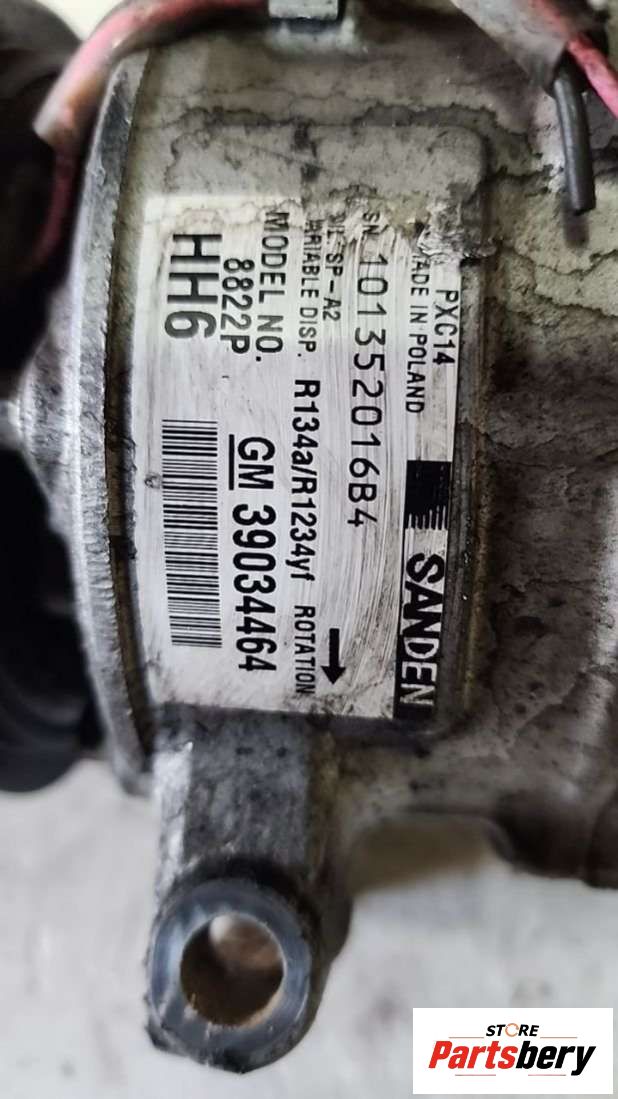 PXC14
MADE IN POLAND
SANDEN
SN. 101352016B4
SP-A2
VARIABLE DISP. R134a/R1234yf ROTATION
MODEL NO.
8822P
HH6
GM 39034464
STORE
Partsbery